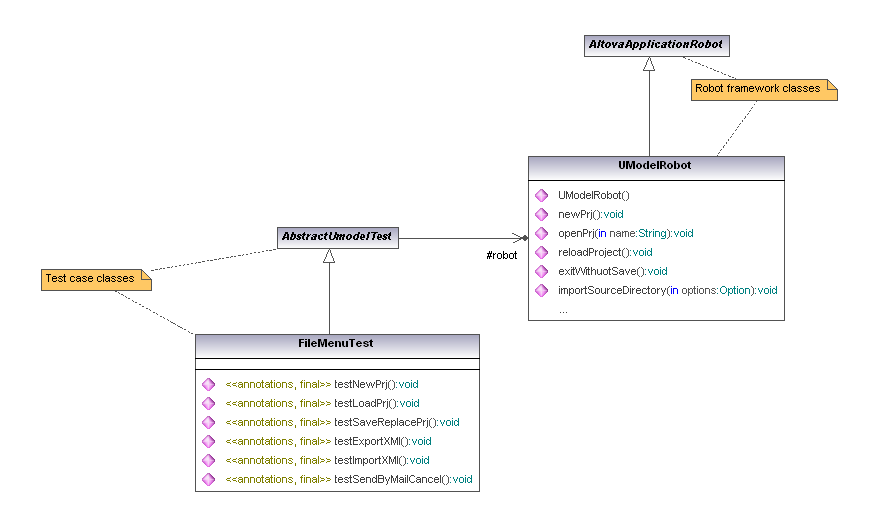 AltovaApplicationRobot
Robot framework classes
UModelRobot
UModelRobot()
newPrj():void
openPrj(in name:String):void
reloadProject():void
exitWithuotSave():void
importSourceDirectory(in options:Option):void
...
AbstractUmodelTest
#robot
Test case classes
FileMenuTest
<<annotations, final>> testNewPrj():void
<<annotations, final>> testLoadPrj():void
<<annotations, final>> testSaveReplacePrj():void
<<annotations, final>> testExportXMI():void
<<annotations, final>> testImportXMI():void
<<annotations, final>> testSendByMailCancel():void